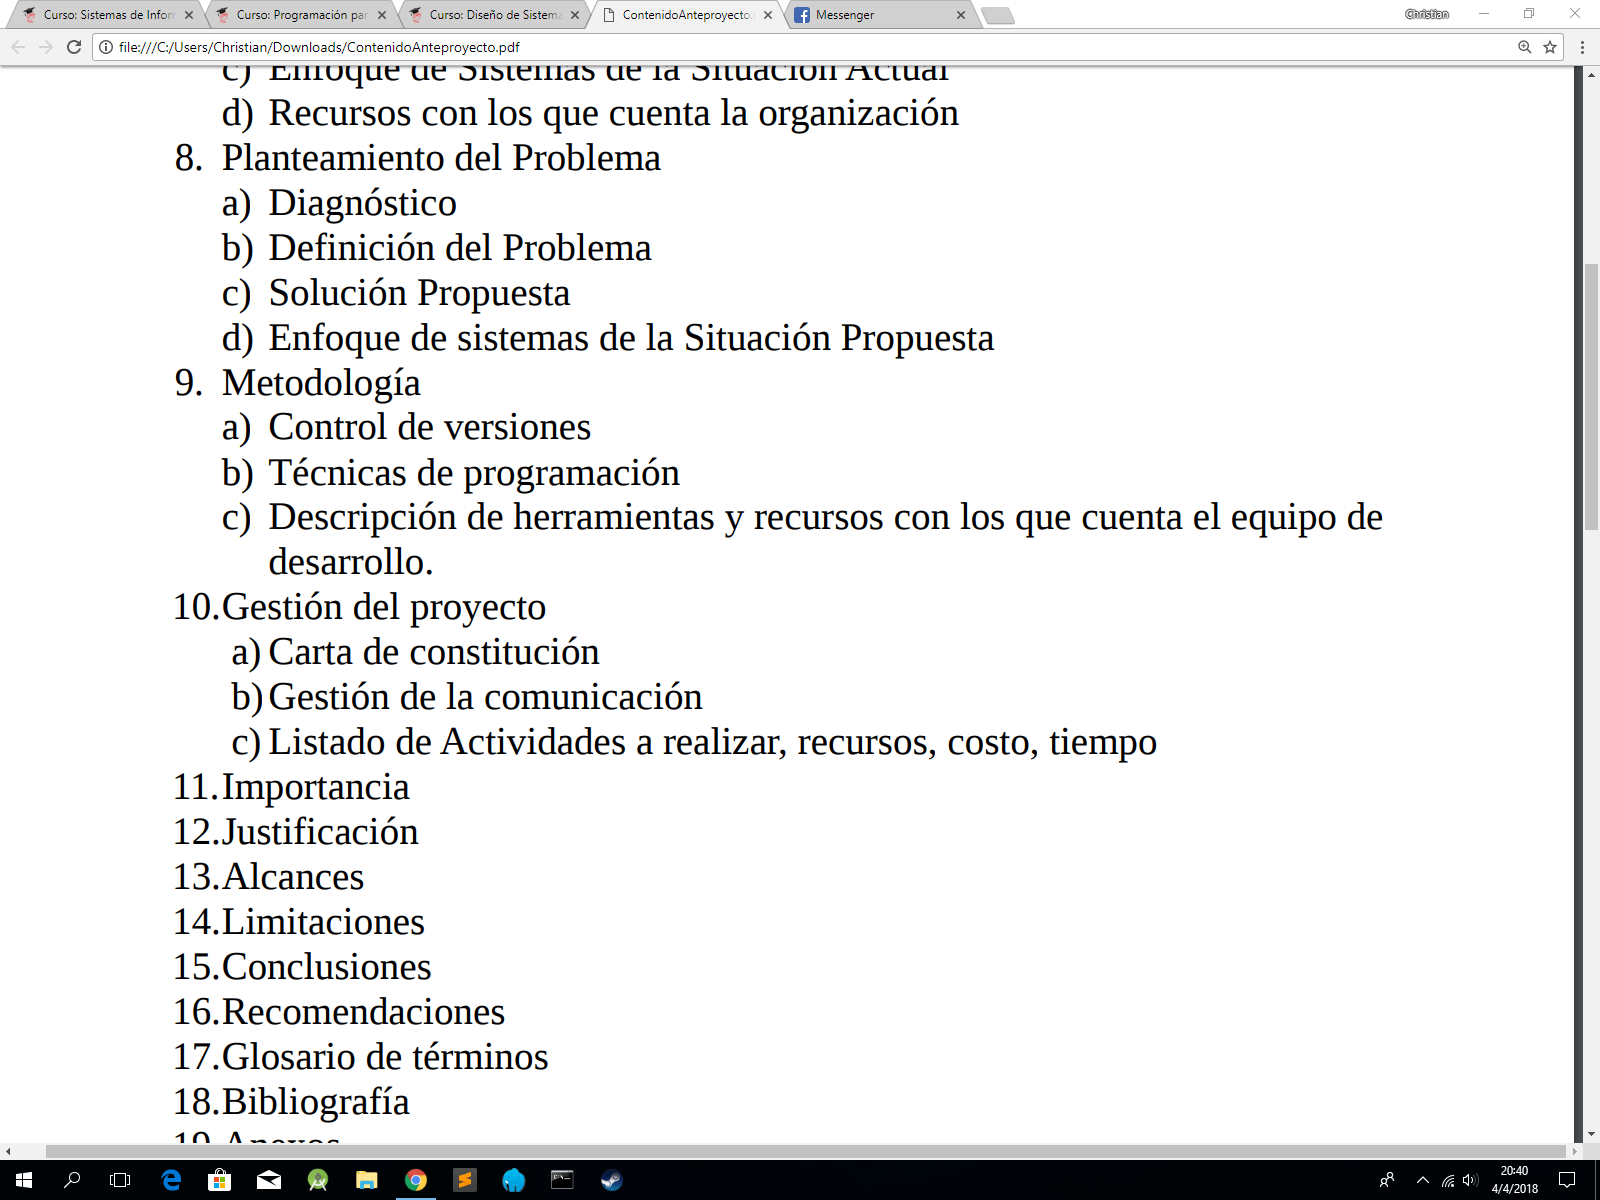 Curso: Sistemas de Inforr
Curso: Programación par
Curso: Diseño de Sistema
ContenidoAnteproyecto.
Messenger
Christian
file:///C:/Users/Christian/Downloads/ContenidoAnteproyecto.pdf
c) Enfoque de Sistemas de la Situación Actual
d) Recursos con los que cuenta la organización
8. Planteamiento del Problema
a) Diagnóstico
b) Definición del Problema
c) Solución Propuesta
d) Enfoque de sistemas de la Situación Propuesta
9. Metodología
a) Control de versiones
b) Técnicas de programación
c) Descripción de herramientas y recursos con los que cuenta el equipo de
desarrollo.
10.Gestión del proyecto
a) Carta de constitución
b) Gestión de la comunicación
c) Listado de Actividades a realizar, recursos, costo, tiempo
11.Importancia
12.Justificación
13.Alcances
14.Limitaciones
15.Conclusiones
16.Recomendaciones
17.Glosario de términos
18.Bibliografía
19.Anexos
20:40
4/4/2018